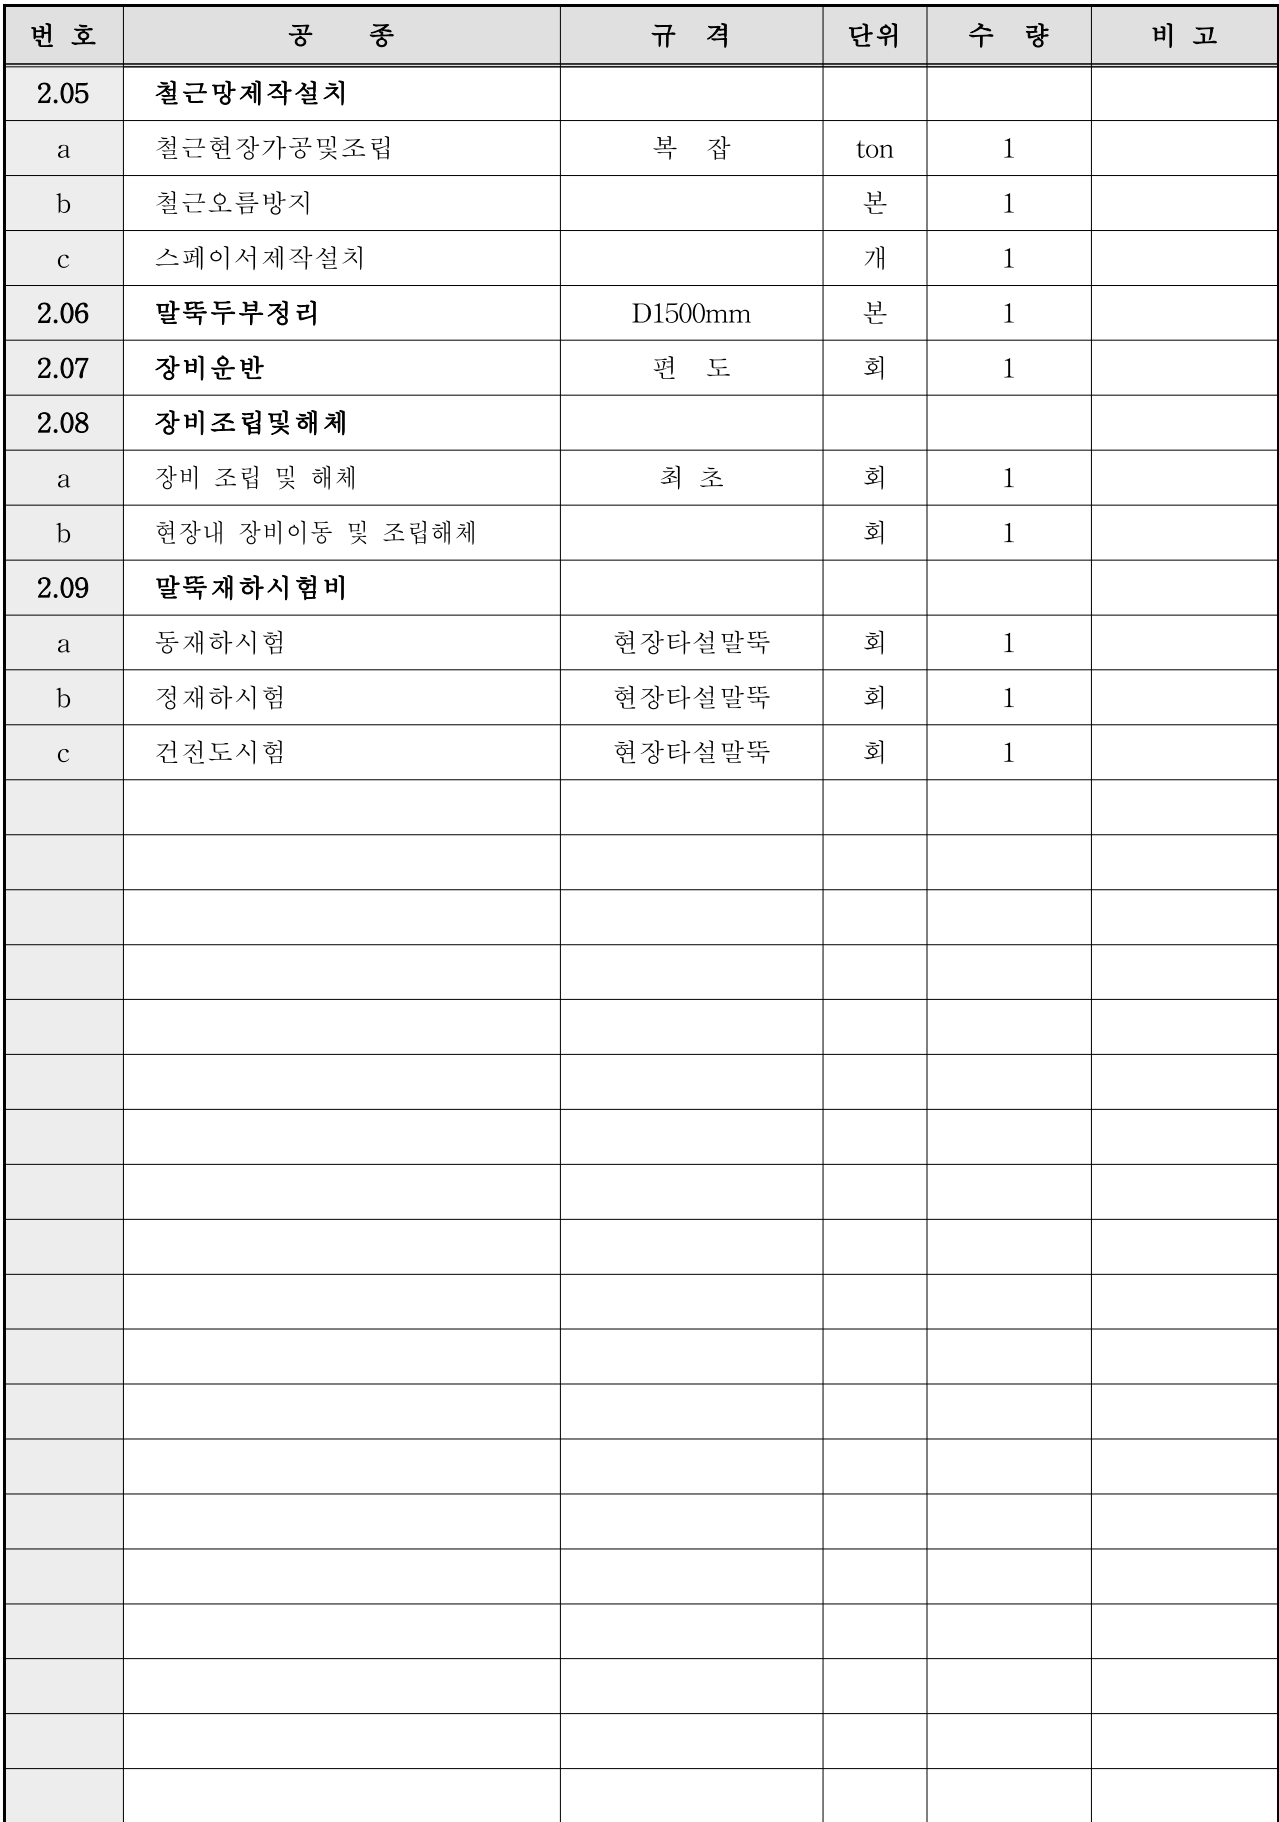 번 호 공 종 규 격 단위 수 량 비 고
2.05 철근망제작설치
a 철근현장가공및조립 복 잡 ton 1
b 철근오름방지 본 1
c 스페이서제작설치 개 1
2.06 말뚝두부정리 D1500mm 본 1
2.07 장비운반 편 도 회 1
2.08 장비조립및해체
a 장비 조립 및 해체 최 초 회 1
b 현장내 장비이동 및 조립해체 회 1
2.09 말뚝재하시험비
a 동재하시험 현장타설말뚝 회 1
b 정재하시험 현장타설말뚝 회 1
c 건전도시험 현장타설말뚝 회 1